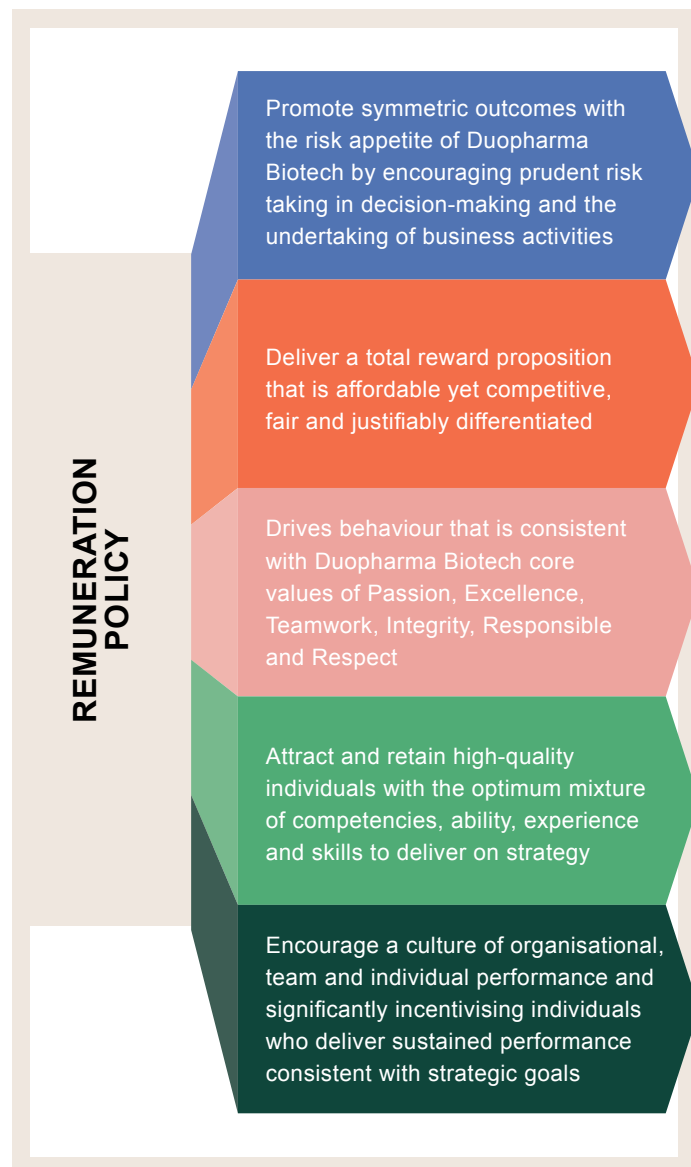 REMUNERATION
POLICY
Promote symmetric outcomes with
the risk appetite of Duopharma
Biotech by encouraging prudent risk
taking in decision-making and the
undertaking of business activities
Deliver a total reward proposition
that is affordable yet competitive,
fair and justifiably differentiated
Drives behaviour that is consistent
with Duopharma Biotech core
values of Passion, Excellence,
Teamwork, Integrity, Responsible
and Respect
Attract and retain high-quality
individuals with the optimum mixture
of competencies, ability, experience
and skills to deliver on strategy
Encourage a culture of organisational,
team and individual performance and
significantly incentivising individuals
who deliver sustained performance
consistent with strategic goals